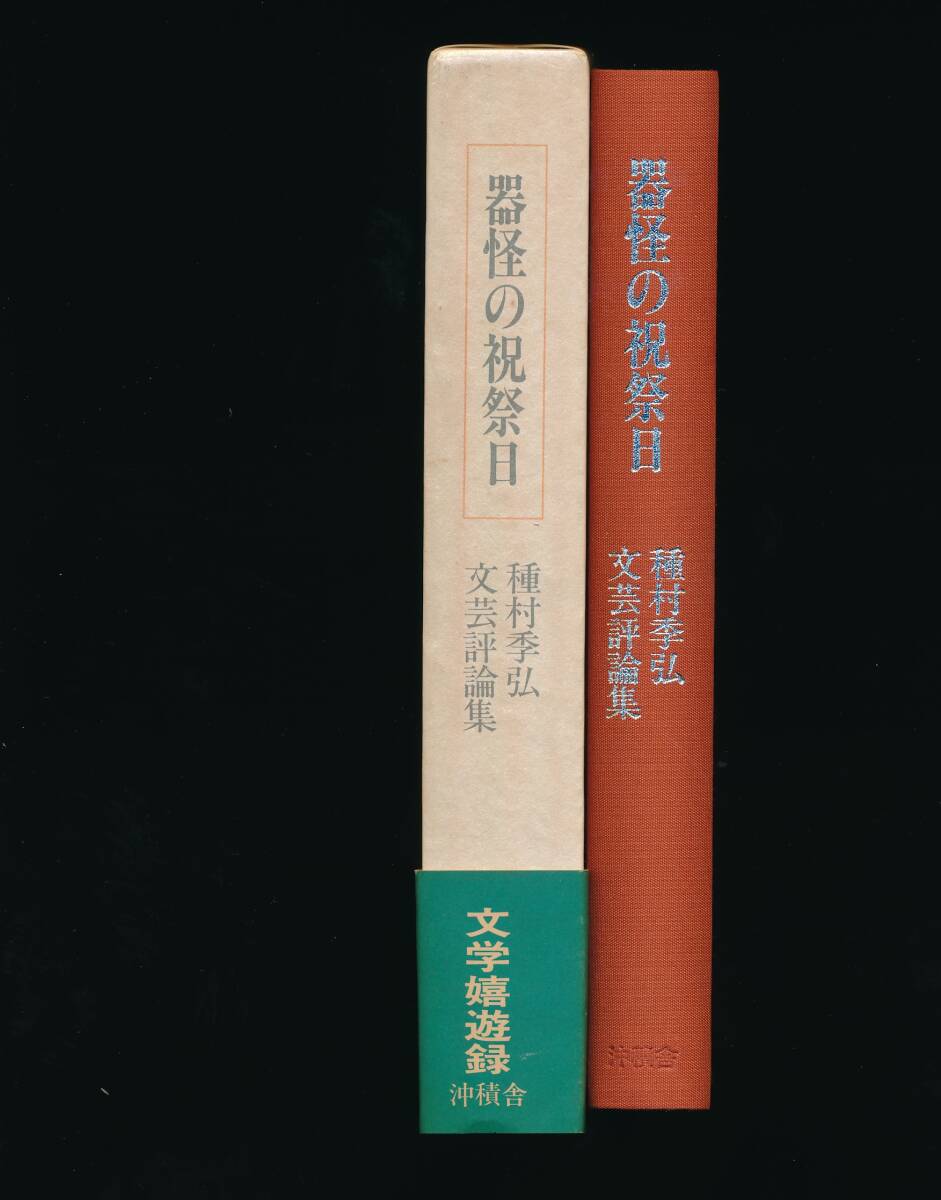 器怪の祝祭日
種村季弘
文芸評論集
文学嬉遊録
沖積舎
器怪の祝祭日
種村季弘
文芸評論集
沖積舎